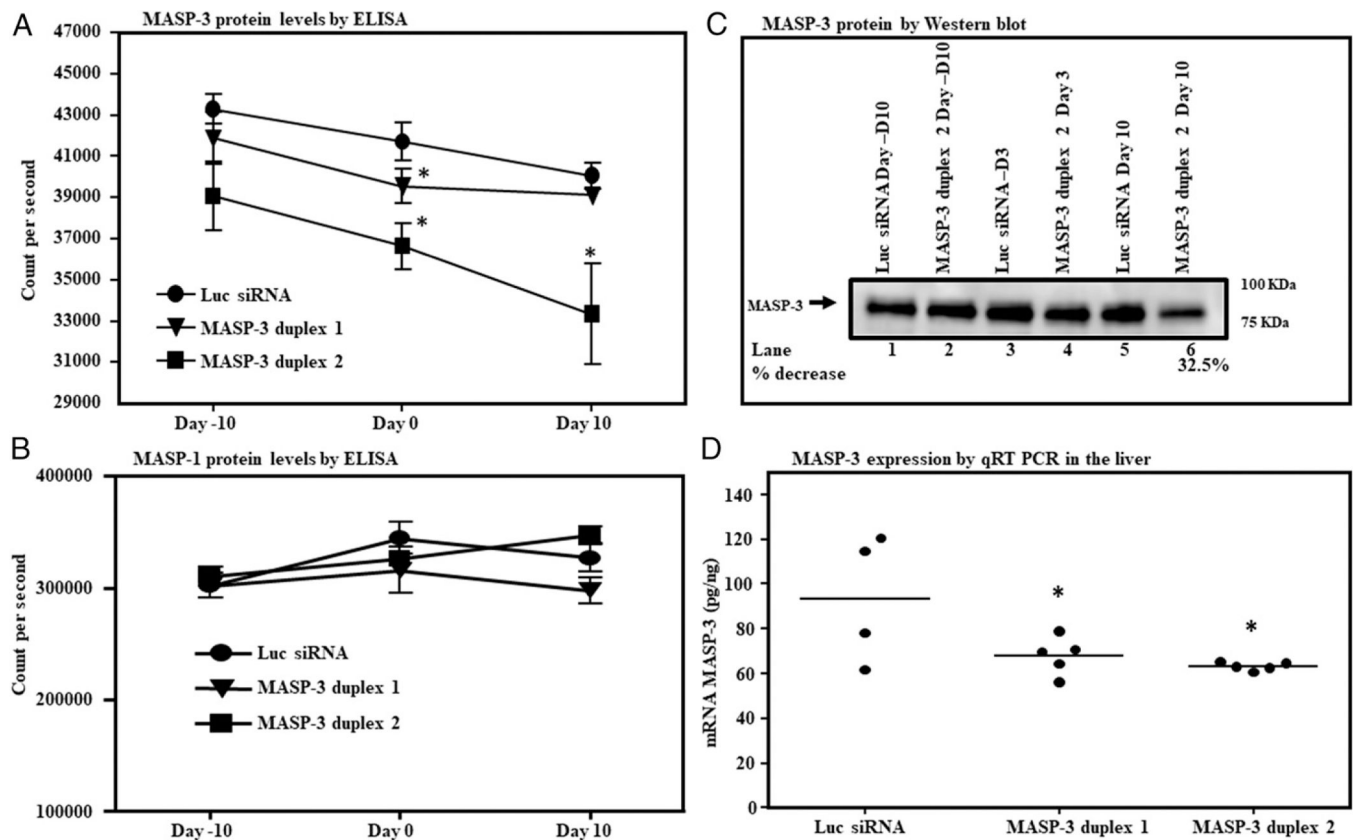 A
MASP-3 protein levels by ELISA
47000
45000
43000
41000
39000
37000
35000
33000
31000
29000
Count per second
*
*
*
Luc siRNA
MASP-3 duplex 1
MASP-3 duplex 2
Day -10
Day 0
Day 10
B
MASP-1 protein levels by ELISA
400000
300000
200000
100000
Count per second
Luc siRNA
MASP-3 duplex 1
MASP-3 duplex 2
Day -10
Day 0
Day 10
C
MASP-3 protein by Western blot
Luc siRNADay–D10
MASP-3 duplex 2 Day–D10
Luc siRNA–D3
MASP-3 duplex 2 Day 3
Luc siRNA Day 10
MASP-3 duplex 2 Day 10
MASP-3
100 KDa
75 KDa
Lane 1 2 3 4 5 6
% decrease 32.5%
D
MASP-3 expression by qRT PCR in the liver
140
120
100
80
60
40
20
0
mRNA MASP-3 (pg/ng)
*
*
Luc siRNA
MASP-3 duplex 1
MASP-3 duplex 2